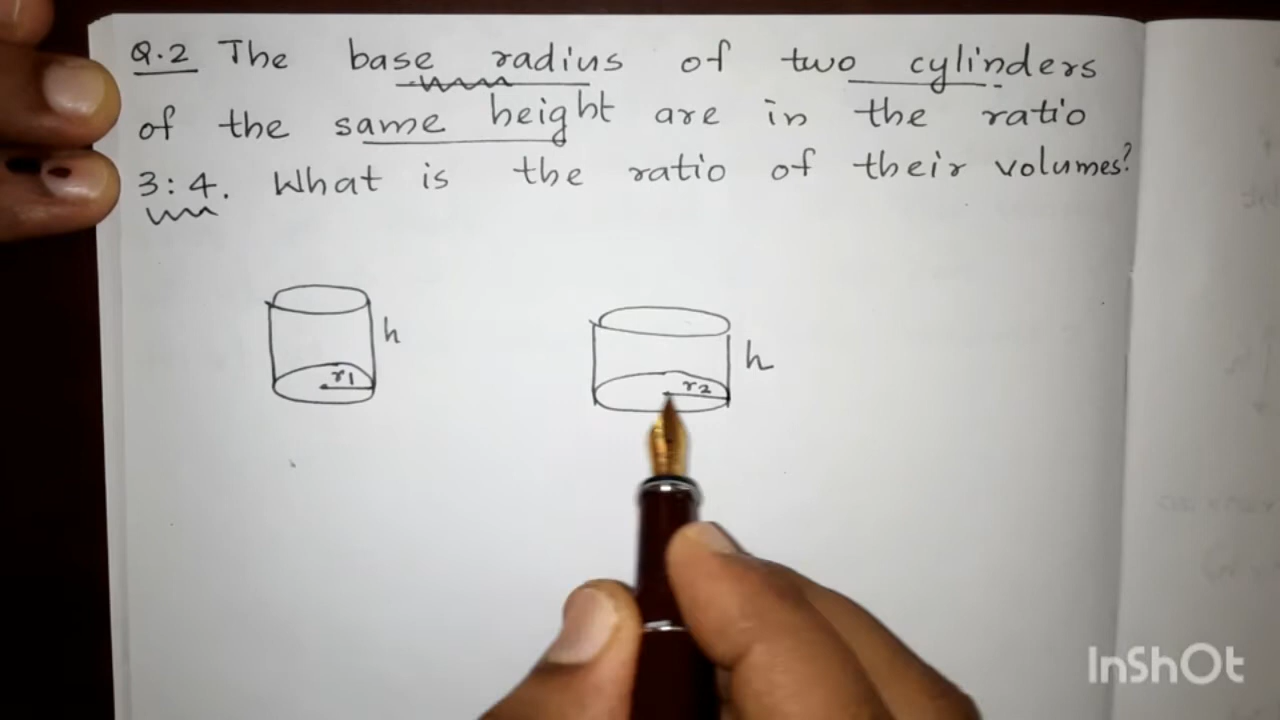 Q.2 The base radius of two cylinders
of the same height are in the ratio
3:4. What is the ratio of their volumes?
h
r1
h
r2
InShOt